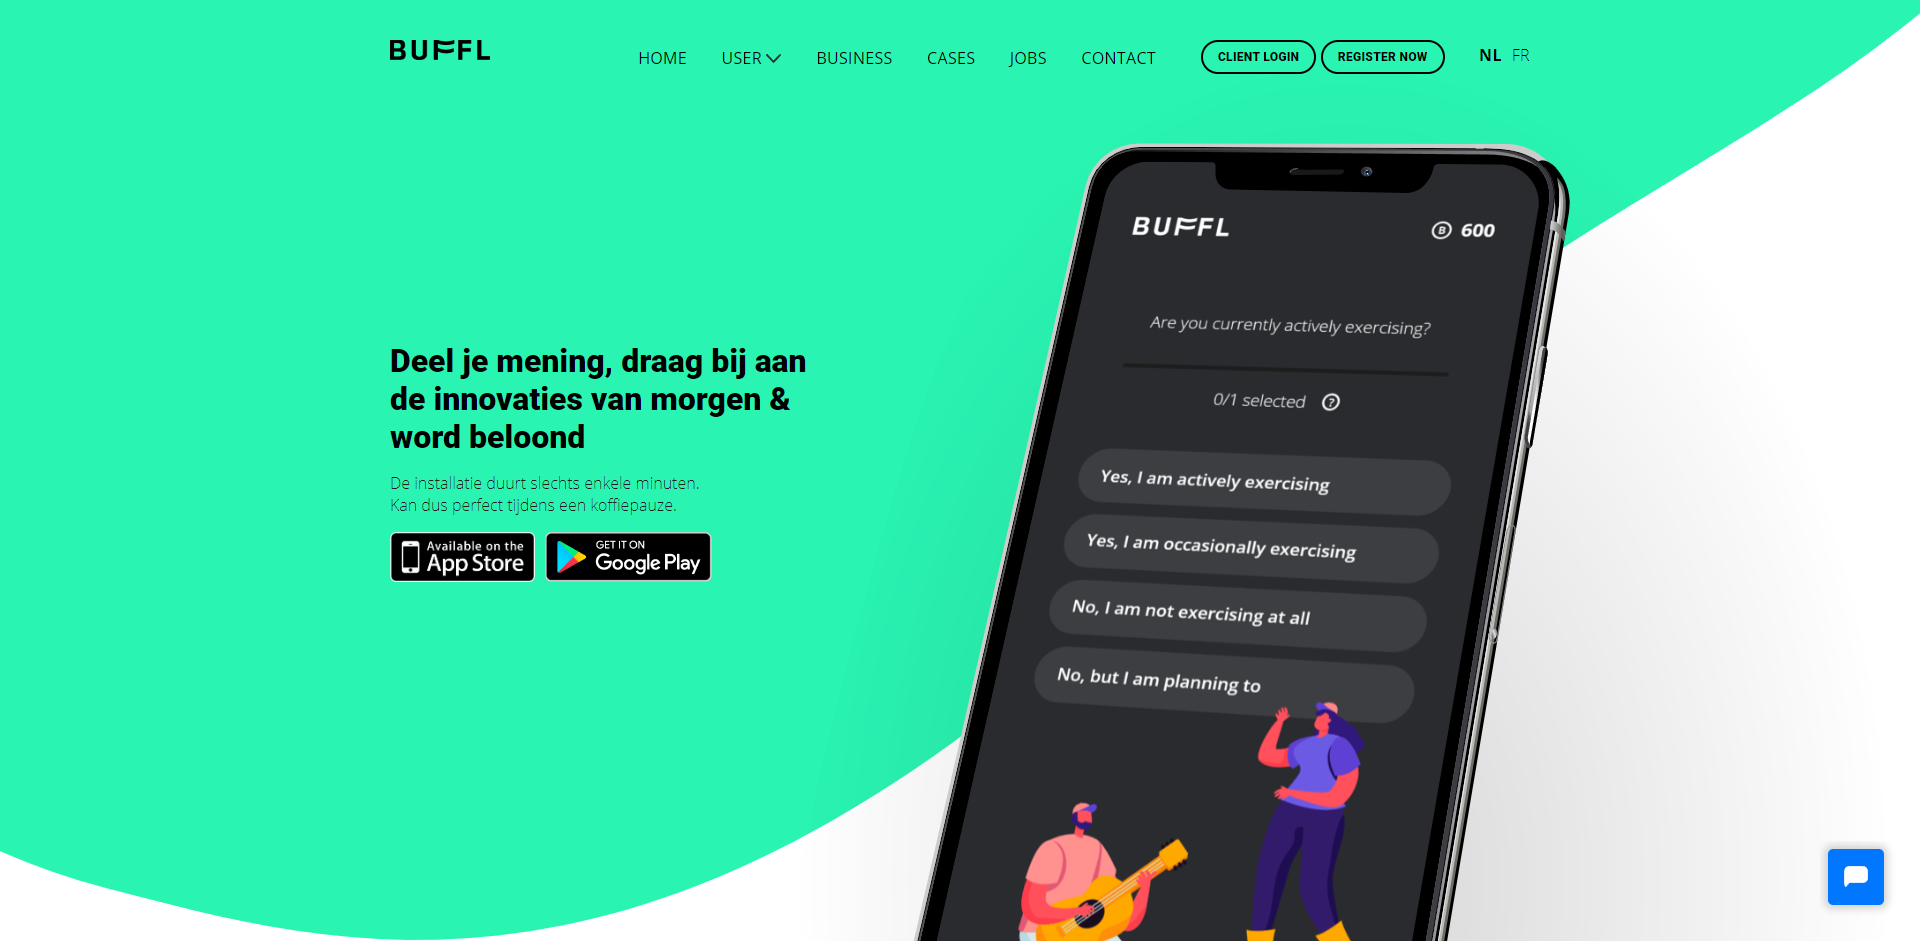 BUFFL
HOME
USER
BUSINESS
CASES
JOBS
CONTACT
CLIENT LOGIN
REGISTER NOW
NL
FR
BUFFL
B 600
Are you currently actively exercising?
0/1 selected ?
Yes, I am actively exercising
Yes, I am occasionally exercising
No, I am not exercising at all
No, but I am planning to
Deel je mening, draag bij aan
de innovaties van morgen &
word beloond
De installatie duurt slechts enkele minuten.
Kan dus perfect tijdens een koffiepauze.
Available on the
App Store
GET IT ON
Google Play